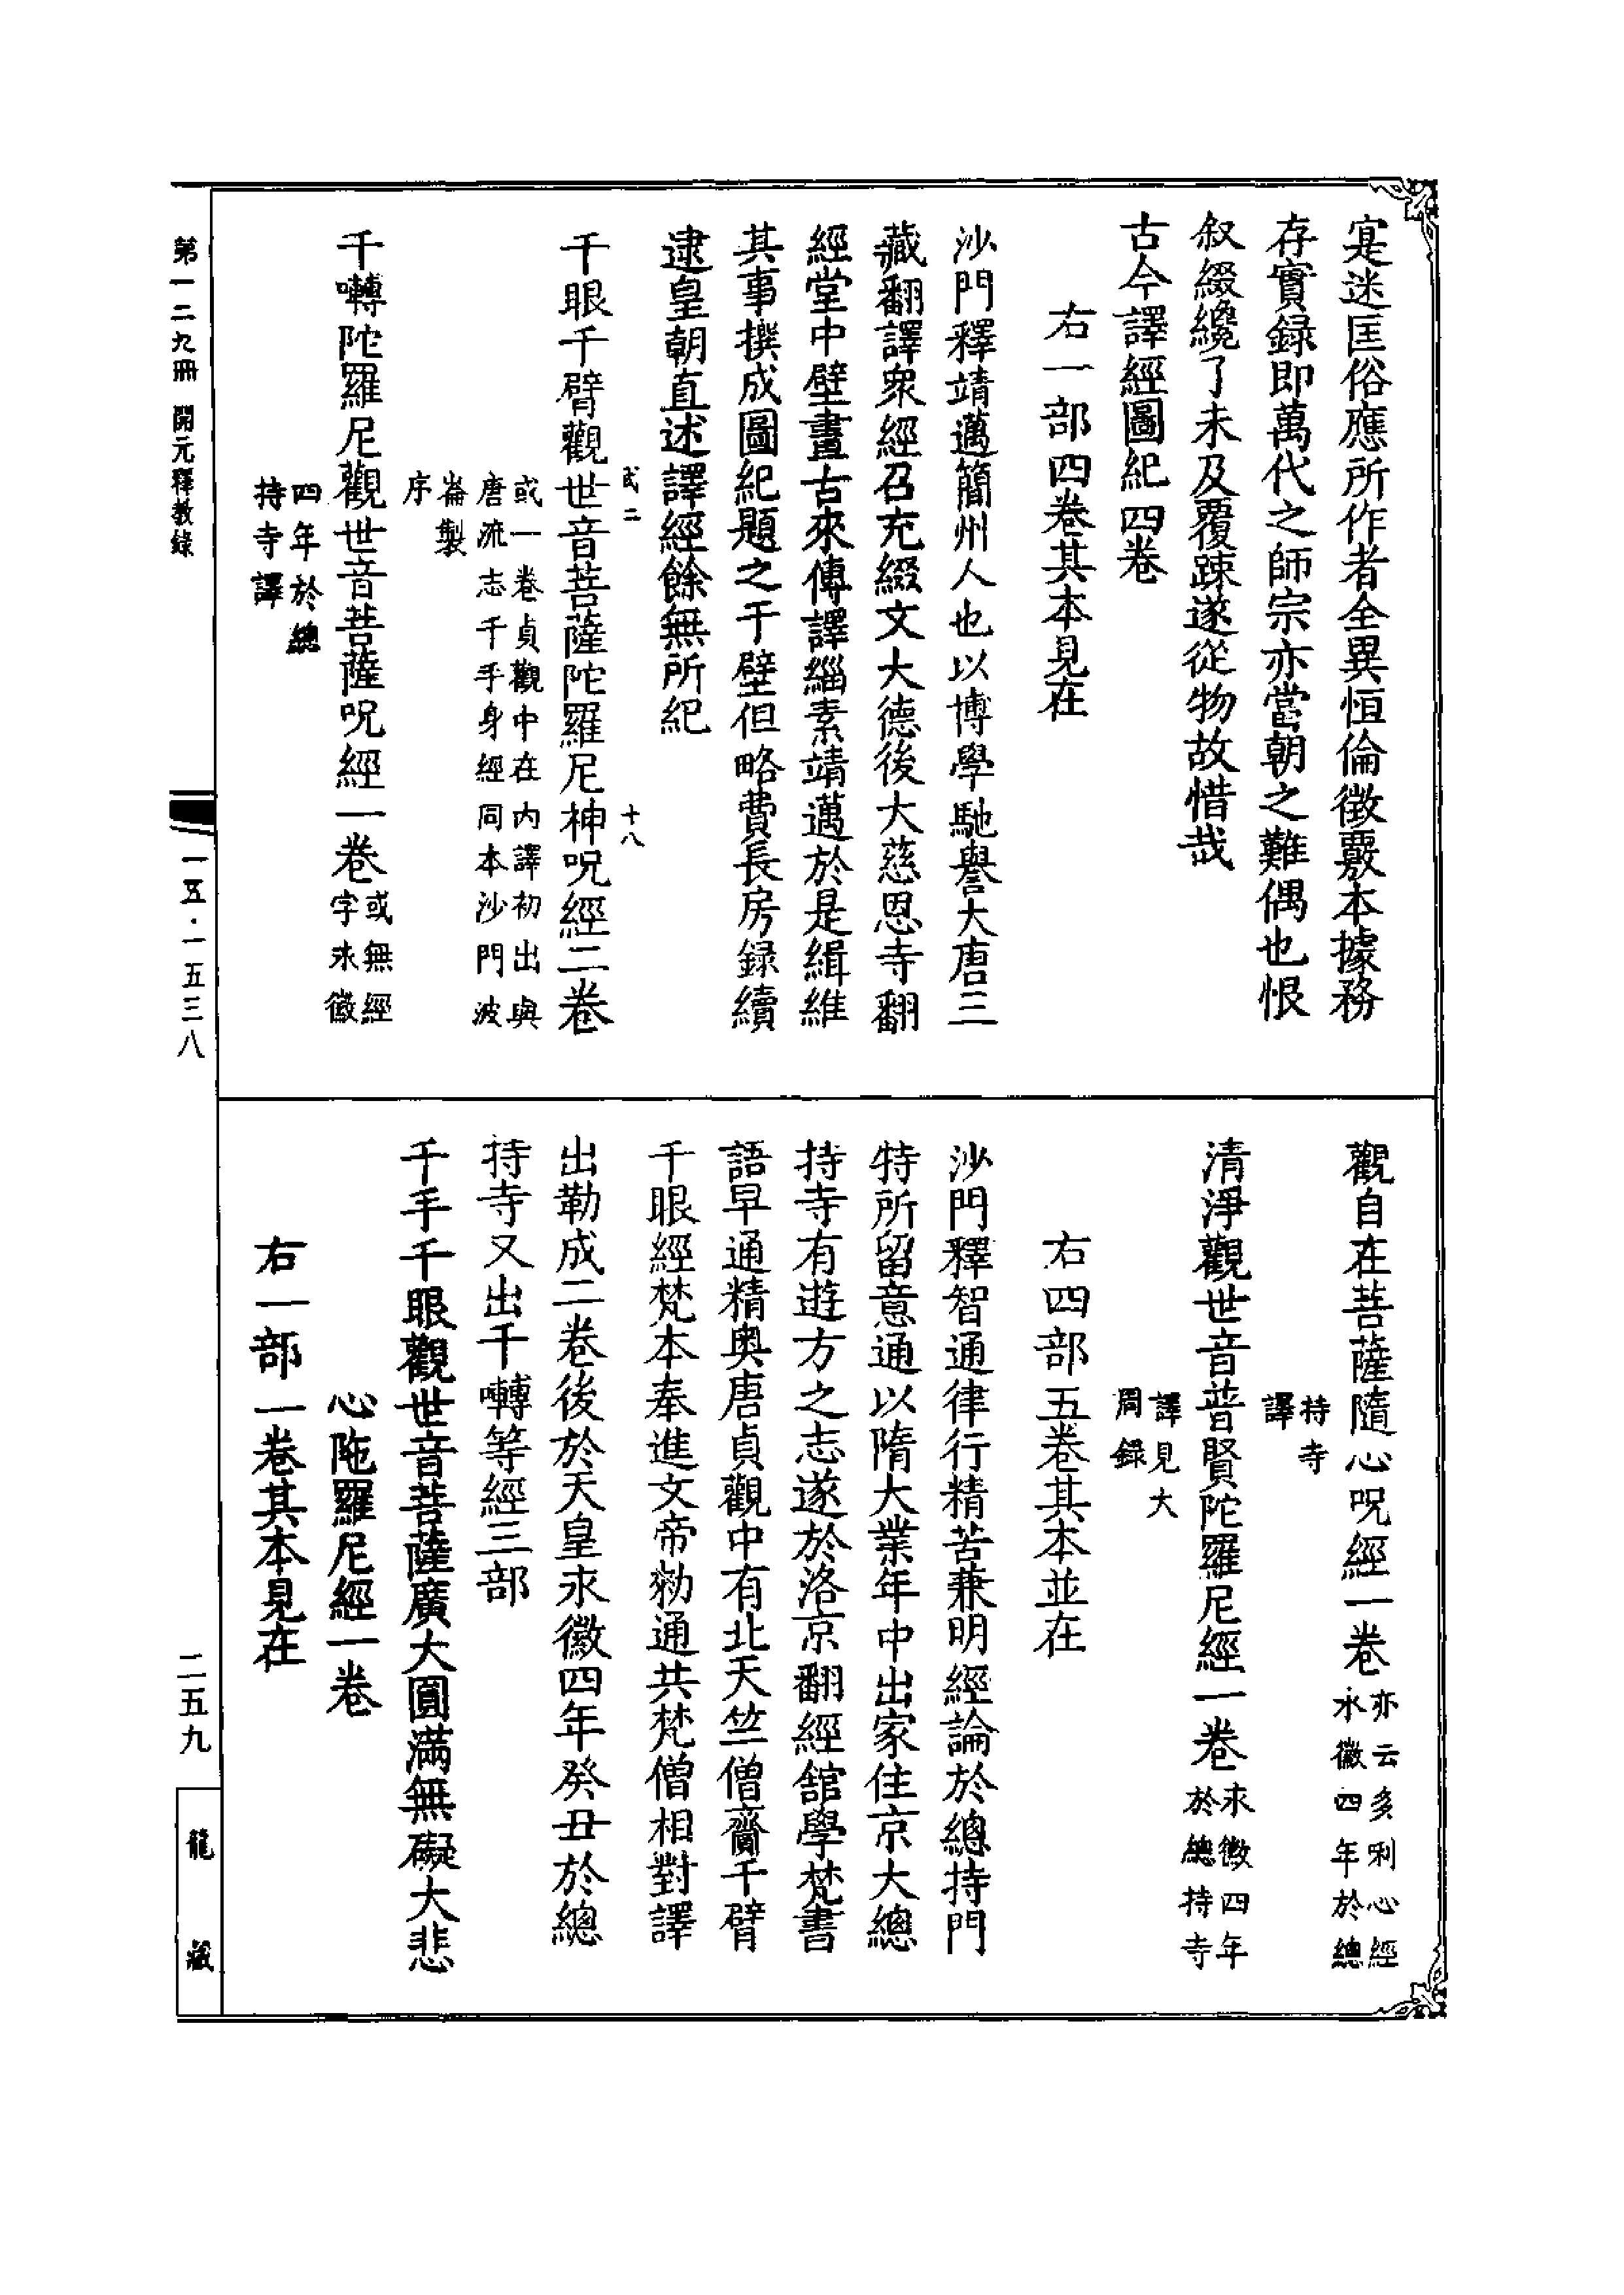 寔迷匡俗應所作者全異恒倫徵覈本據務
存實録即萬代之師宗亦當朝之難偶也恨
叙綴纔了未及覆踈遂從物故惜哉
古今譯經圖紀四卷
右一部四卷其本見在
沙門釋靖邁簡州人也以博學馳譽大唐三
藏翻譯衆經召充綴文大德後大慈恩寺翻
經堂中壁畫古來傳譯緇素靖邁於是緝維
其事撰成圖紀題之于壁但略費長房録續
逮皇朝直述譯經餘無所紀
千眼千臂觀世音菩薩陀羅尼神呪經二卷
或一卷貞觀中在内譯初出與
唐流志千手身經同本沙門波
崙製
序
千囀陀羅尼觀世音菩薩呪經一卷
或無經
字永徽
四年於總
持寺譯
觀自在菩薩隨心呪經一卷
亦云多利心經
永徽四年於總
持寺
譯
清淨觀世音普賢陀羅尼經一卷
永徽四年
於總持寺
譯見大
周録
右四部五卷其本並在
沙門釋智通律行精苦兼明經論於總持門
特所留意通以隋大業年中出家住京大總
持寺有遊方之志遂於洛京翻經舘學梵書
語早通精奥唐貞觀中有北天竺僧齎千臂
千眼經梵本奉進文帝勑通共梵僧相對譯
出勒成二卷後於天皇永徽四年癸丑於總
持寺又出千囀等經三部
千手千眼觀世音菩薩廣大圓滿無礙大悲
心陁羅尼經一卷
右一部一卷其本見在
第一二九冊 開元釋教錄
一五·一五三八
二五九
龍藏
十八